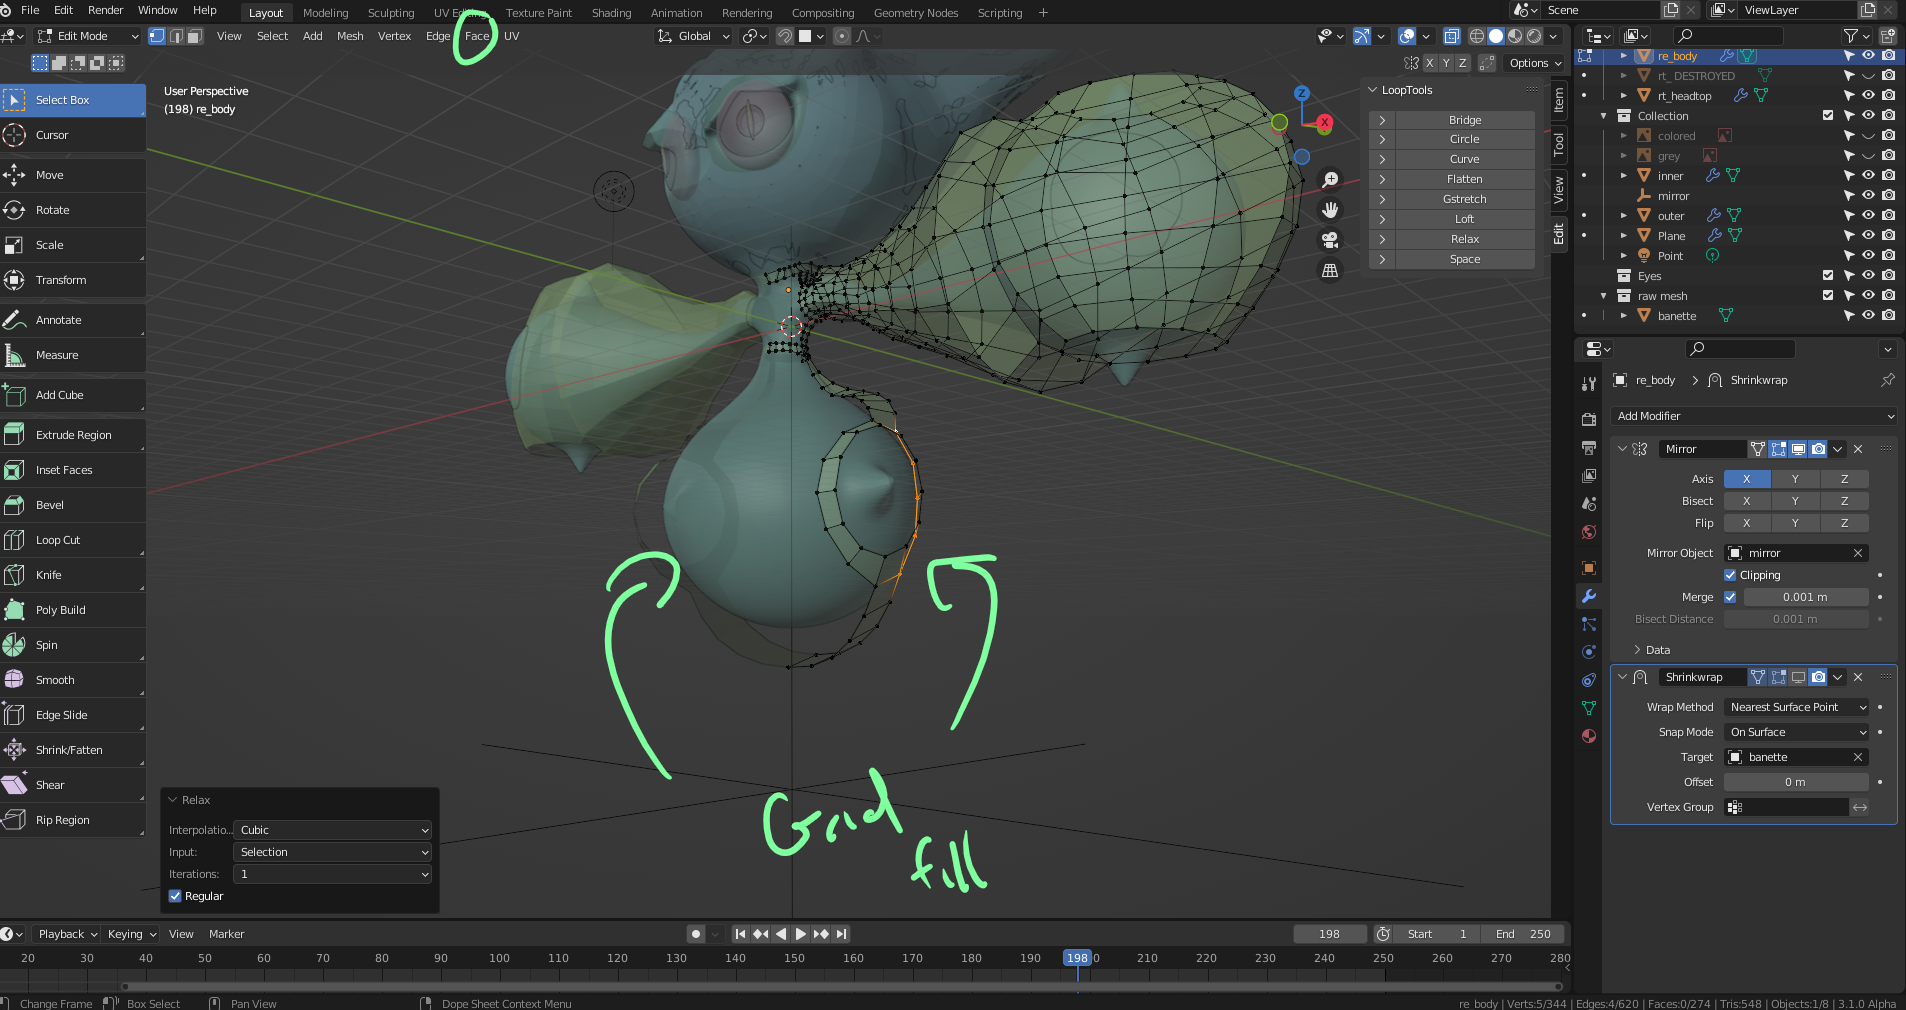 File Edit Render Window Help Layout Modeling Sculpting UV Editing Texture Paint Shading Animation Rendering Compositing Geometry Nodes Scripting + Scene ViewLayer
Edit Mode View Select Add Mesh Vertex Edge Face UV Global
X Y Z Options
Select Box
Cursor
Move
Rotate
Scale
Transform
Annotate
Measure
Add Cube
Extrude Region
Inset Faces
Bevel
Loop Cut
Knife
Poly Build
Spin
Smooth
Edge Slide
Shrink/Fatten
Shear
Rip Region
User Perspective
(198) re_body
Z
X
LoopTools
Bridge
Circle
Curve
Flatten
Gstretch
Loft
Relax
Space
Item
Tool
View
Edit
re_body
rt_DESTROYED
rt_headtop
Collection
colored
grey
inner
mirror
outer
Plane
Point
Eyes
raw mesh
banette
re_body > Shrinkwrap
Add Modifier
Mirror
Axis X Y Z
Bisect X Y Z
Flip X Y Z
Mirror Object mirror
Clipping
Merge 0.001 m
Bisect Distance 0.001 m
Data
Shrinkwrap
Wrap Method Nearest Surface Point
Snap Mode On Surface
Target banette
Offset 0 m
Vertex Group
Grid
fill
Relax
Interpolatio... Cubic
Input: Selection
Iterations: 1
Regular
Playback Keying View Marker 198 Start 1 End 250
20 30 40 50 60 70 80 90 100 110 120 130 140 150 160 170 180 190 198 0 210 220 230 240 250 260 270 280
Change Frame Box Select Pan View Dope Sheet Context Menu re_body | Verts:5/344 | Edges:4/620 | Faces:0/274 | Tris:548 | Objects:1/8 | 3.1.0 Alpha